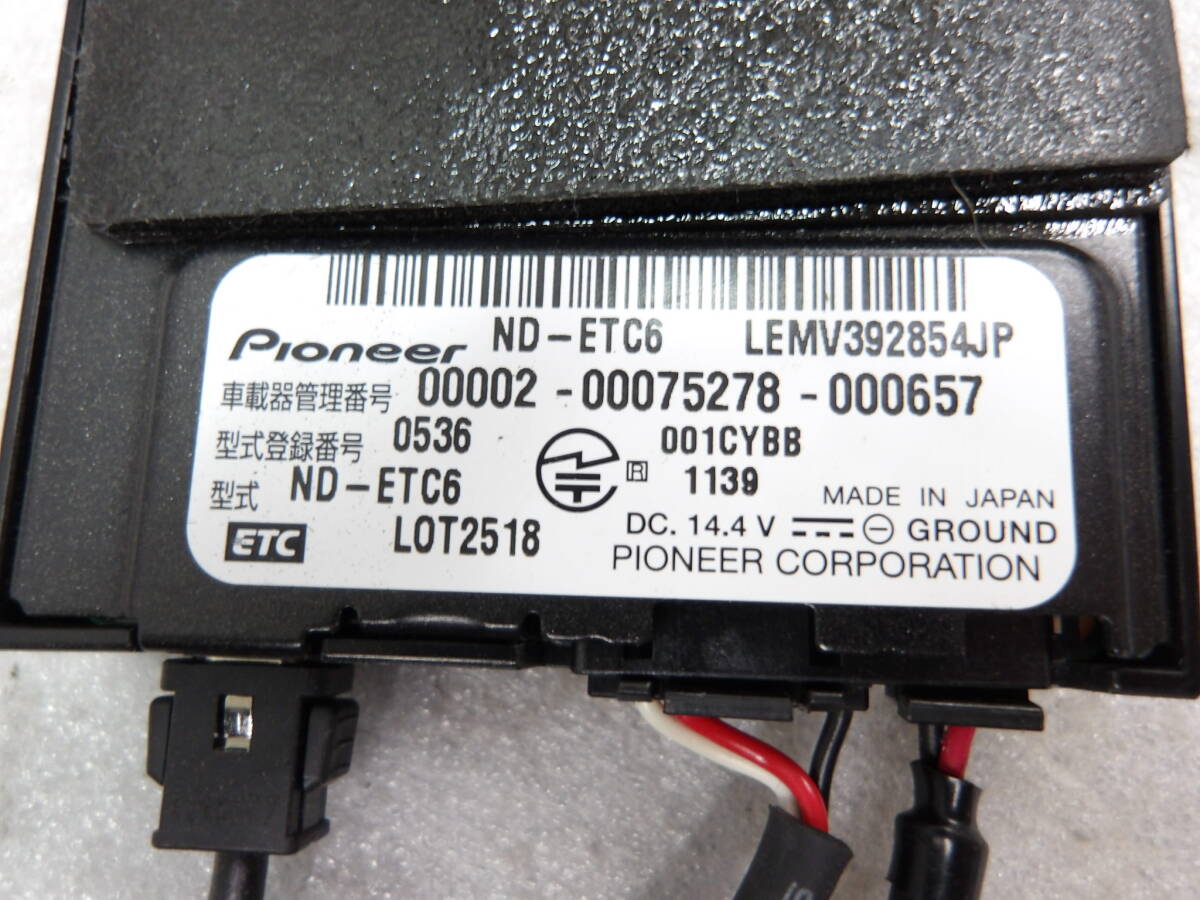 Pioneer ND-ETC6 LEMV392854JP
車載器管理番号 00002-00075278-000657
型式登録番号 0536 001CYBB
型式 ND-ETC6 R 1139
MADE IN JAPAN
ETC LOT2518 DC. 14.4 V GROUND
PIONEER CORPORATION